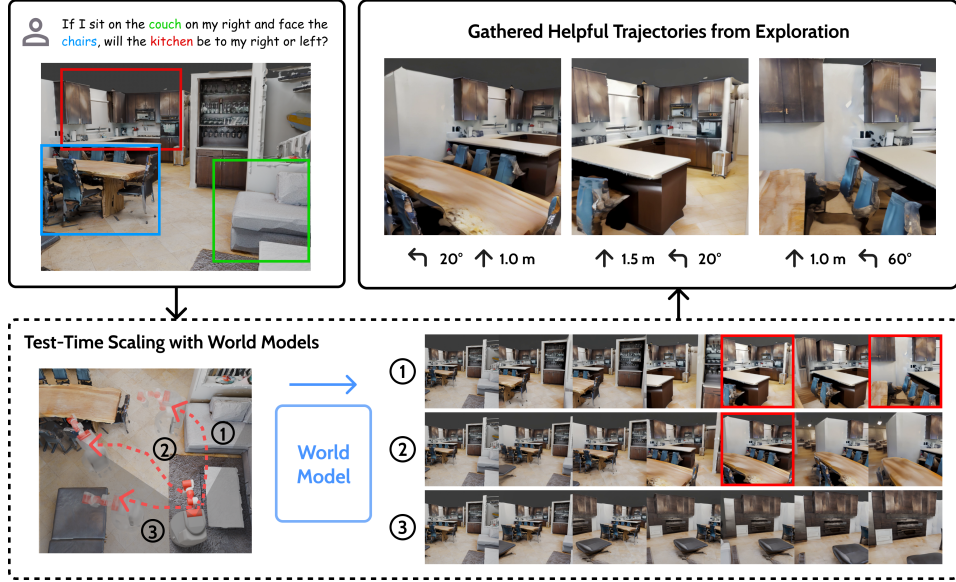 If I sit on the couch on my right and face the
chairs, will the kitchen be to my right or left?
Gathered Helpful Trajectories from Exploration
20° 1.0 m
1.5 m 20°
1.0 m 60°
Test-Time Scaling with World Models
1
2
3
World
Model
1
2
3